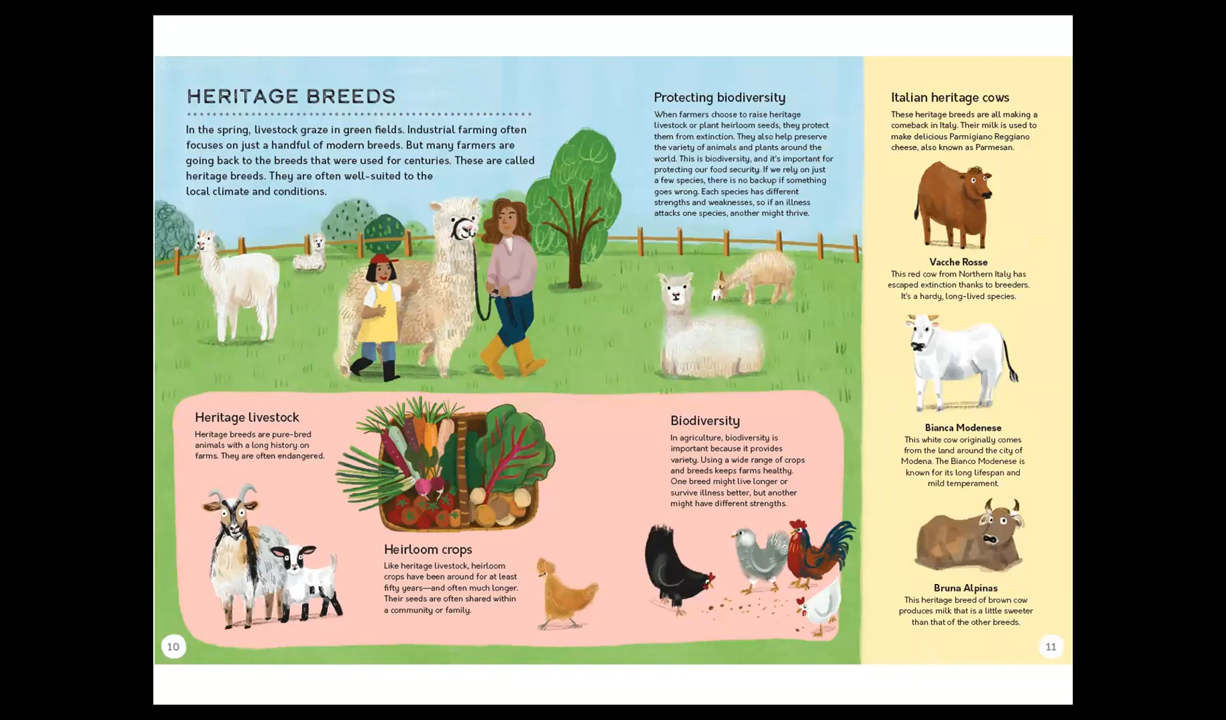 HERITAGE BREEDS
In the spring, livestock graze in green fields. Industrial farming often
focuses on just a handful of modern breeds. But many farmers are
going back to the breeds that were used for centuries. These are called
heritage breeds. They are often well-suited to the
local climate and conditions.
Protecting biodiversity
When farmers choose to raise heritage
livestock or plant heirloom seeds, they protect
them from extinction. They also help preserve
the variety of animals and plants around the
world. This is biodiversity, and it's important for
protecting our food security. If we rely on just
a few species, there is no backup if something
goes wrong. Each species has different
strengths and weaknesses, so if an illness
attacks one species, another might thrive.
Heritage livestock
Heritage breeds are pure-bred
animals with a long history on
farms. They are often endangered.
Heirloom crops
Like heritage livestock, heirloom
crops have been around for at least
fifty years—and often much longer.
Their seeds are often shared within
a community or family.
Biodiversity
In agriculture, biodiversity is
important because it provides
variety. Using a wide range of crops
and breeds keeps farms healthy.
One breed might live longer or
survive illness better, but another
might have different strengths.
10
Italian heritage cows
These heritage breeds are all making a
comeback in Italy. Their milk is used to
make delicious Parmigiano Reggiano
cheese, also known as Parmesan.
Vacche Rosse
This red cow from Northern Italy has
escaped extinction thanks to breeders.
It's a hardy, long-lived species.
Bianca Modenese
This white cow originally comes
from the land around the city of
Modena. The Bianco Modenese is
known for its long lifespan and
mild temperament.
Bruna Alpinas
This heritage breed of brown cow
produces milk that is a little sweeter
than that of the other breeds.
11